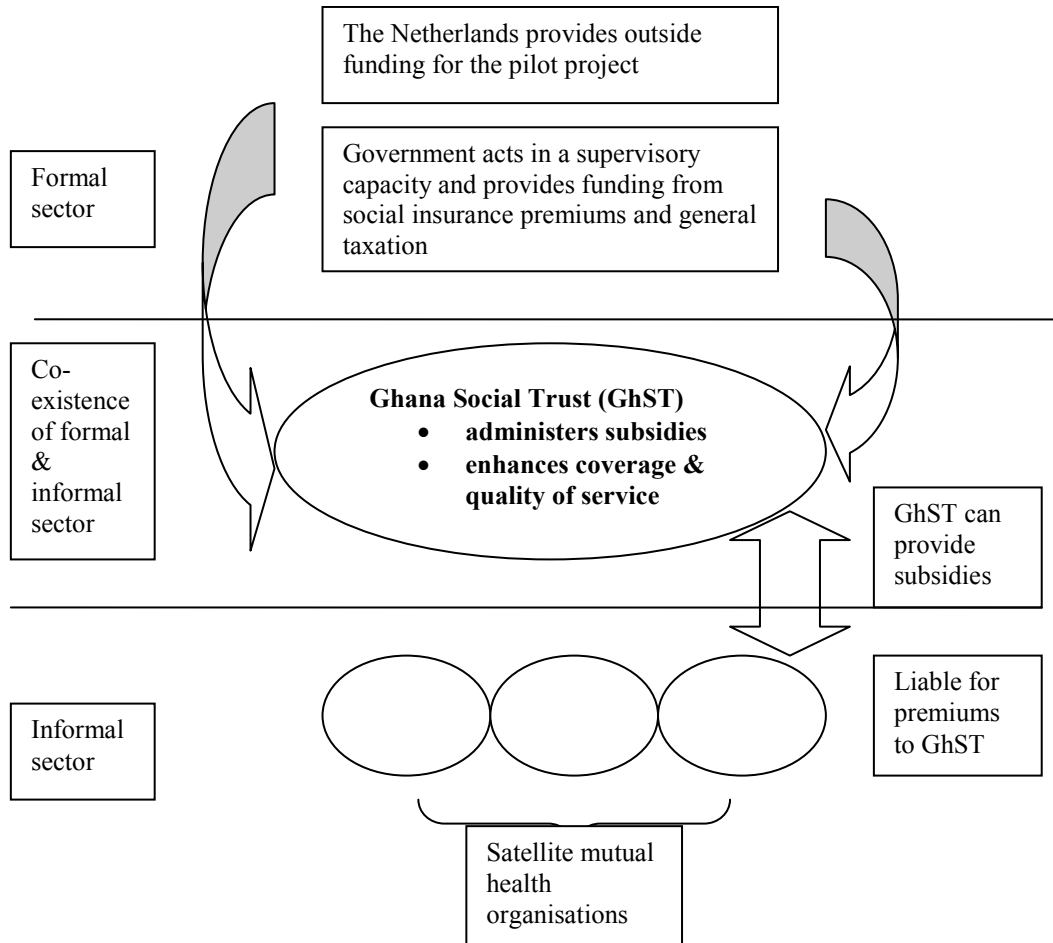 The Netherlands provides outside
funding for the pilot project
Formal
sector
Government acts in a supervisory
capacity and provides funding from
social insurance premiums and general
taxation
Co-
existence
of formal
&
informal
sector
Ghana Social Trust (GhST)
• administers subsidies
• enhances coverage &
quality of service
GhST can
provide
subsidies
Informal
sector
Liable for
premiums
to GhST
Satellite mutual
health
organisations